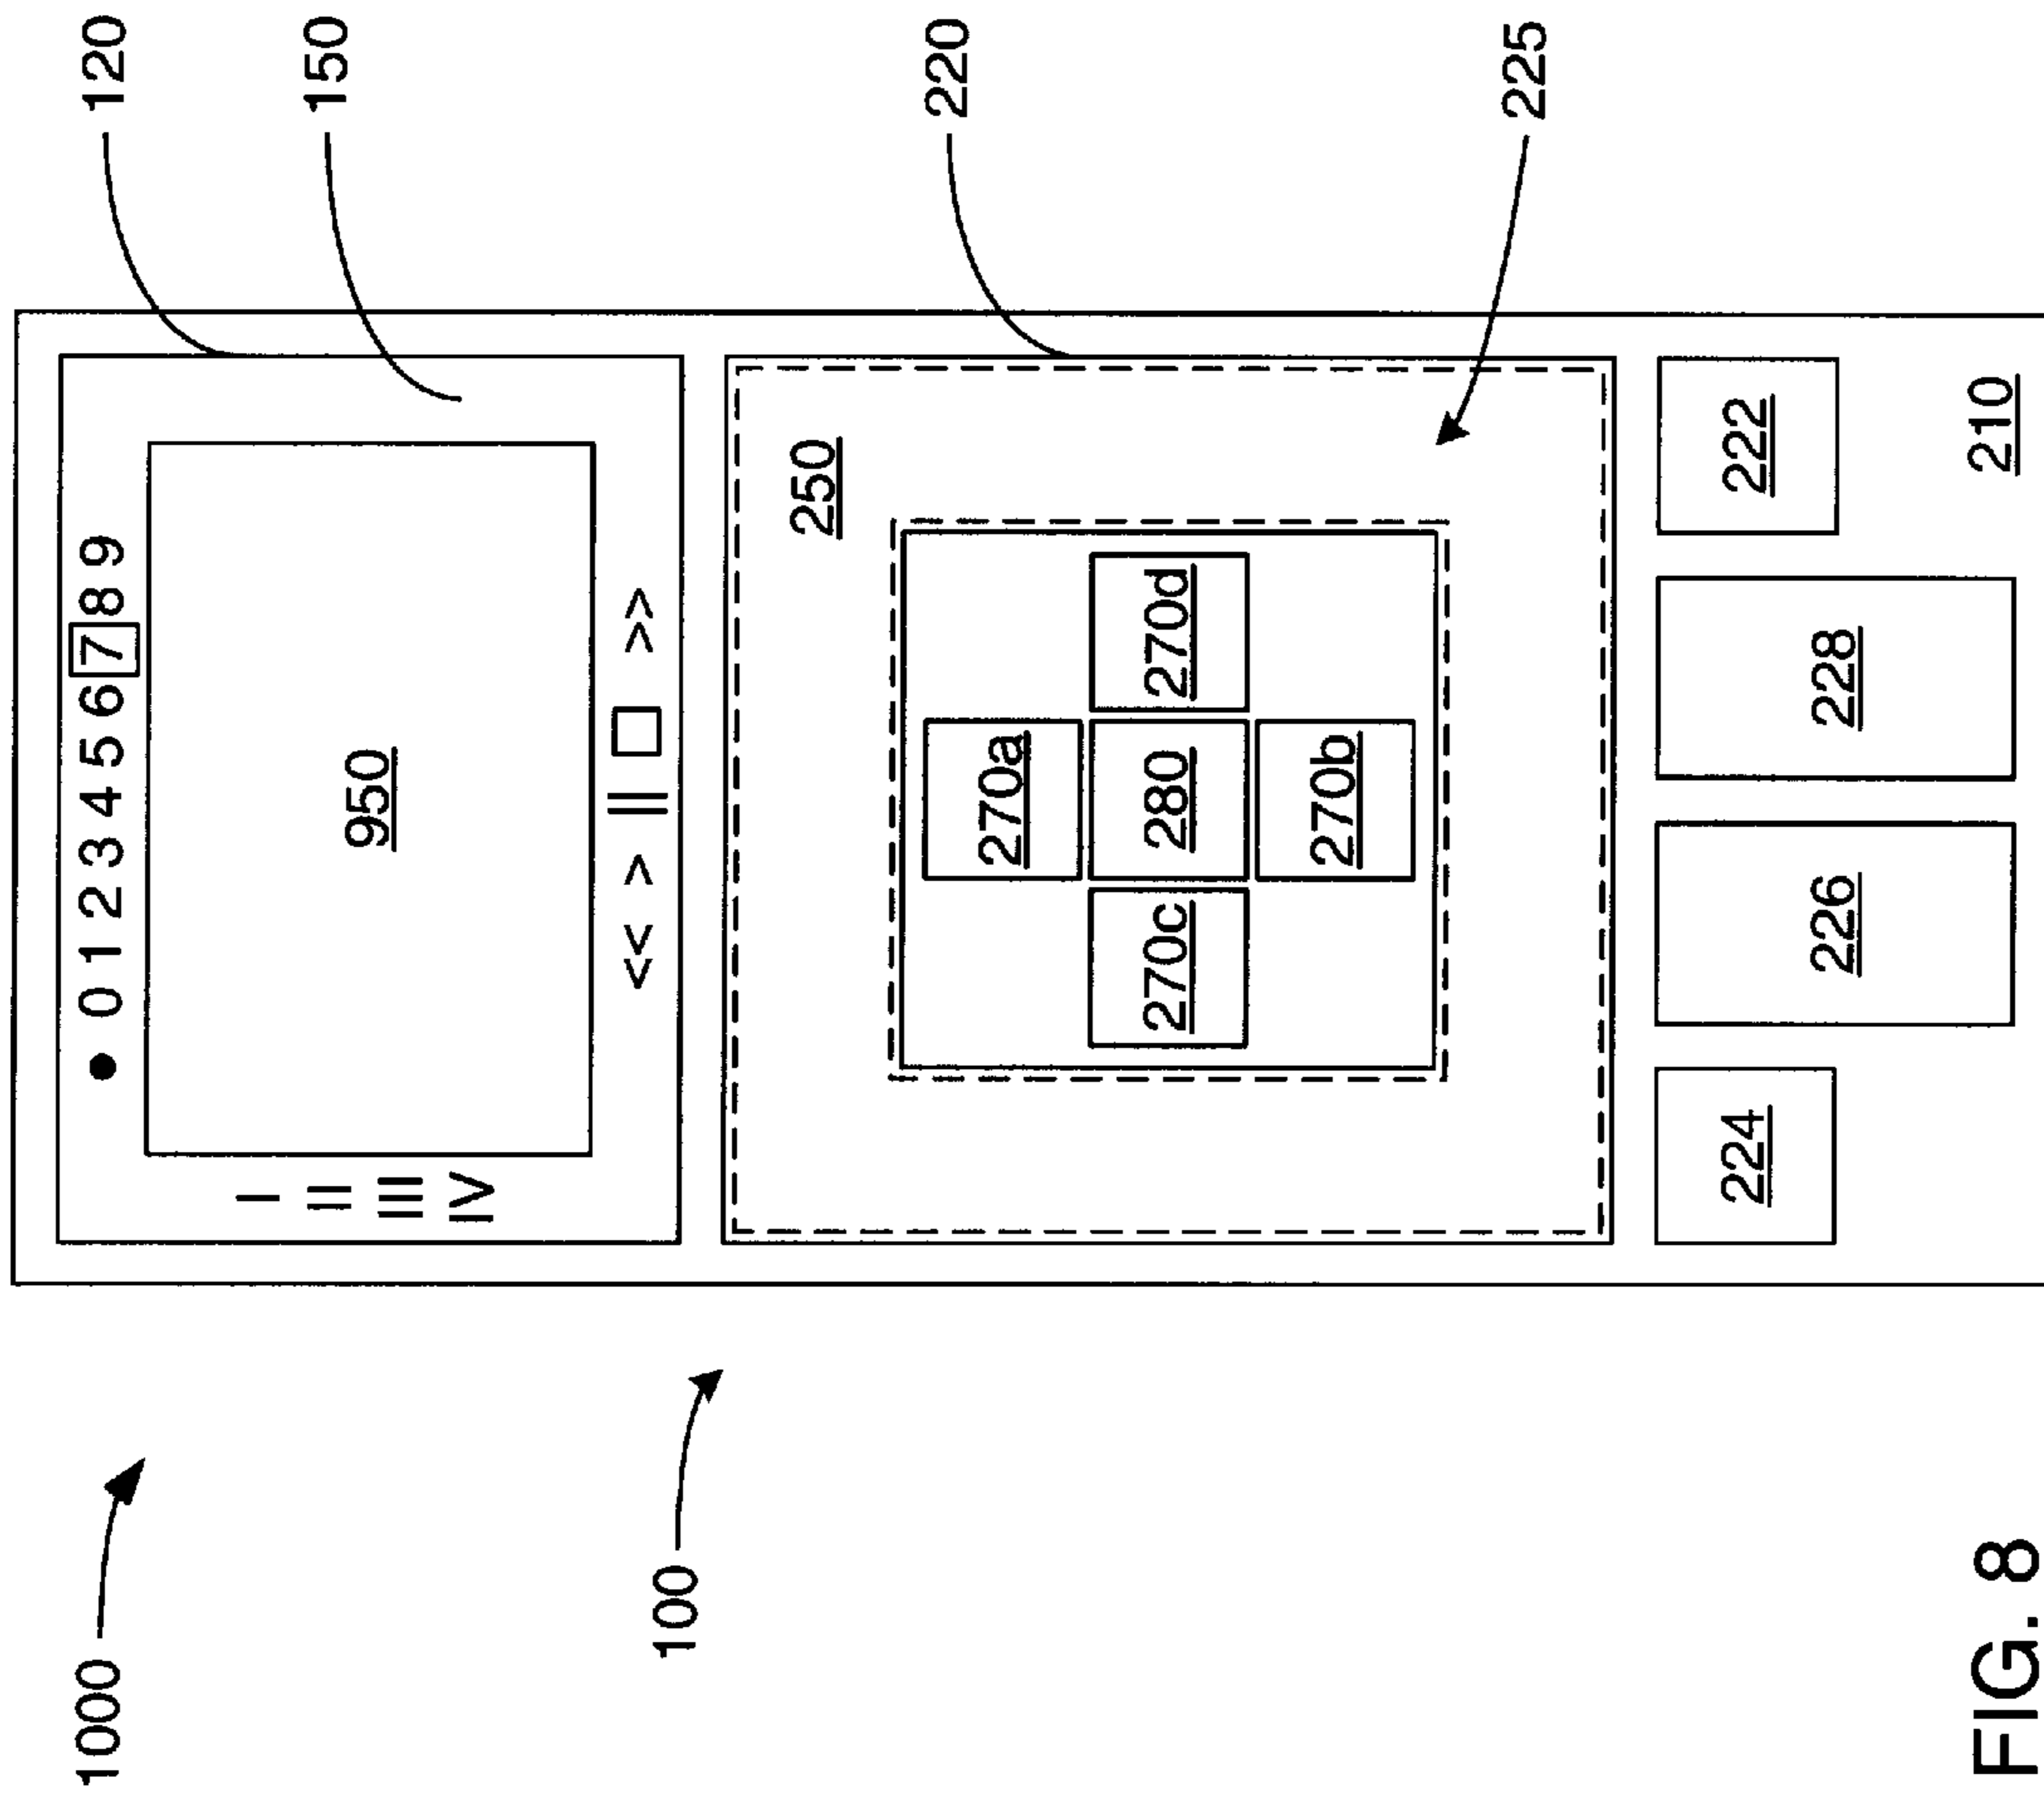 1000
● 0 1 2 3 4 5 6 7 8 9
120
I
150
II
950
III
IV
<< > || □ >>
100
250
220
270a
270c 280 270d
270b
225
224 226 228 222
210
FIG. 8